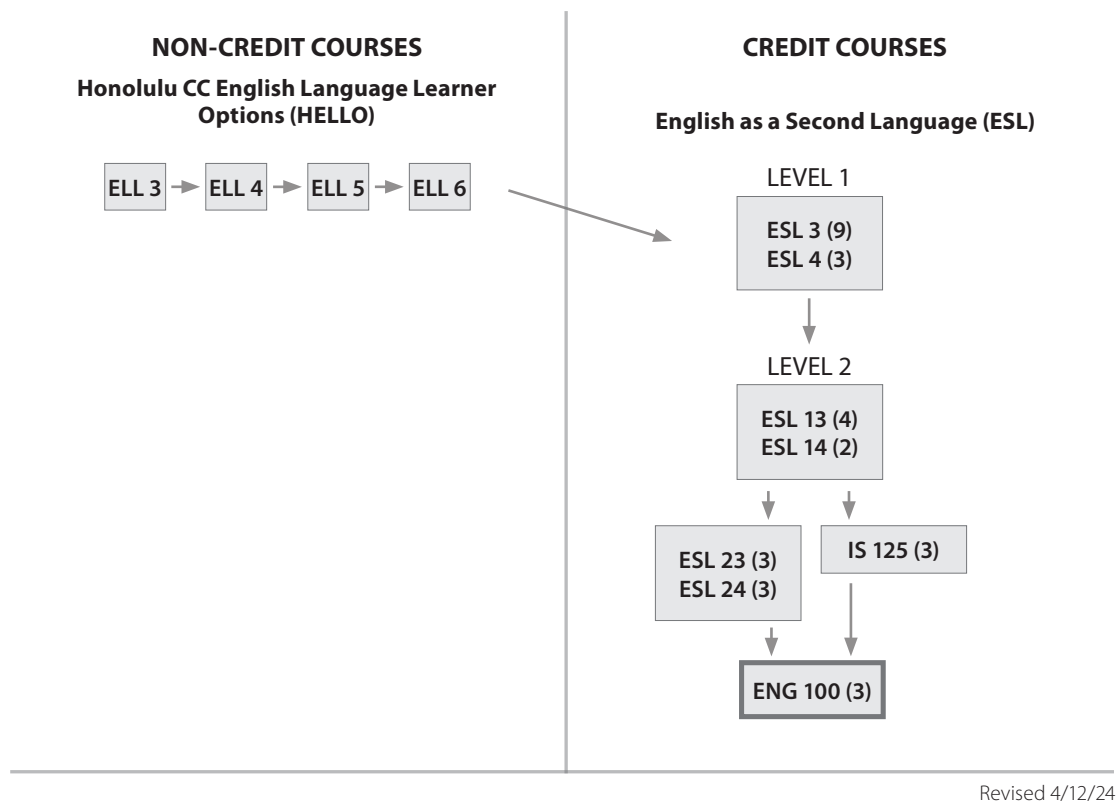 NON-CREDIT COURSES
Honolulu CC English Language Learner
Options (HELLO)
ELL 3
ELL 4
ELL 5
ELL 6
CREDIT COURSES
English as a Second Language (ESL)
LEVEL 1
ESL 3 (9)
ESL 4 (3)
LEVEL 2
ESL 13 (4)
ESL 14 (2)
ESL 23 (3)
ESL 24 (3)
IS 125 (3)
ENG 100 (3)
Revised 4/12/24